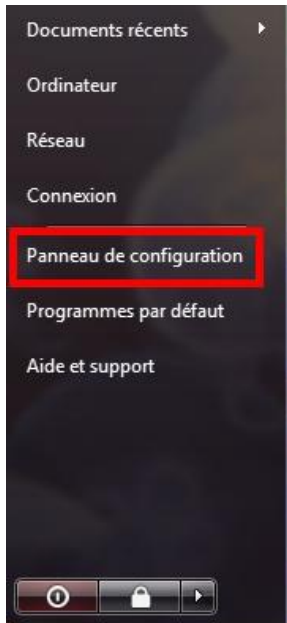 Documents récents
Ordinateur
Réseau
Connexion
Panneau de configuration
Programmes par défaut
Aide et support